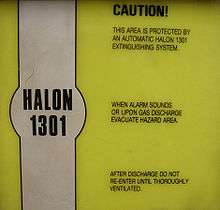 CAUTION!
THIS AREA IS PROTECTED BY
AN AUTOMATIC HALON 1301
EXTINGUISHING SYSTEM
HALON
1301
WHEN ALARM SOUNDS
OR UPON GAS DISCHARGE
EVACUATE HAZARD AREA.
AFTER DISCHARGE DO NOT
RE-ENTER UNTIL THOROUGHLY
VENTILATED.